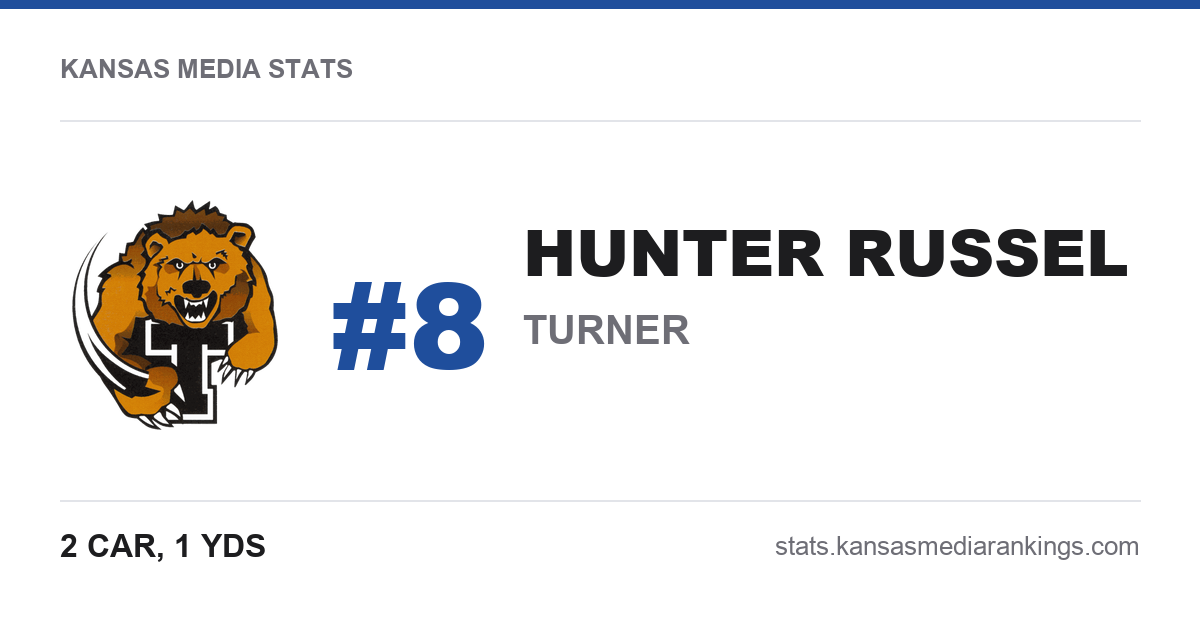 KANSAS MEDIA STATS
T
#8
HUNTER RUSSEL
TURNER
2 CAR, 1 YDS
stats.kansasmediarankings.com